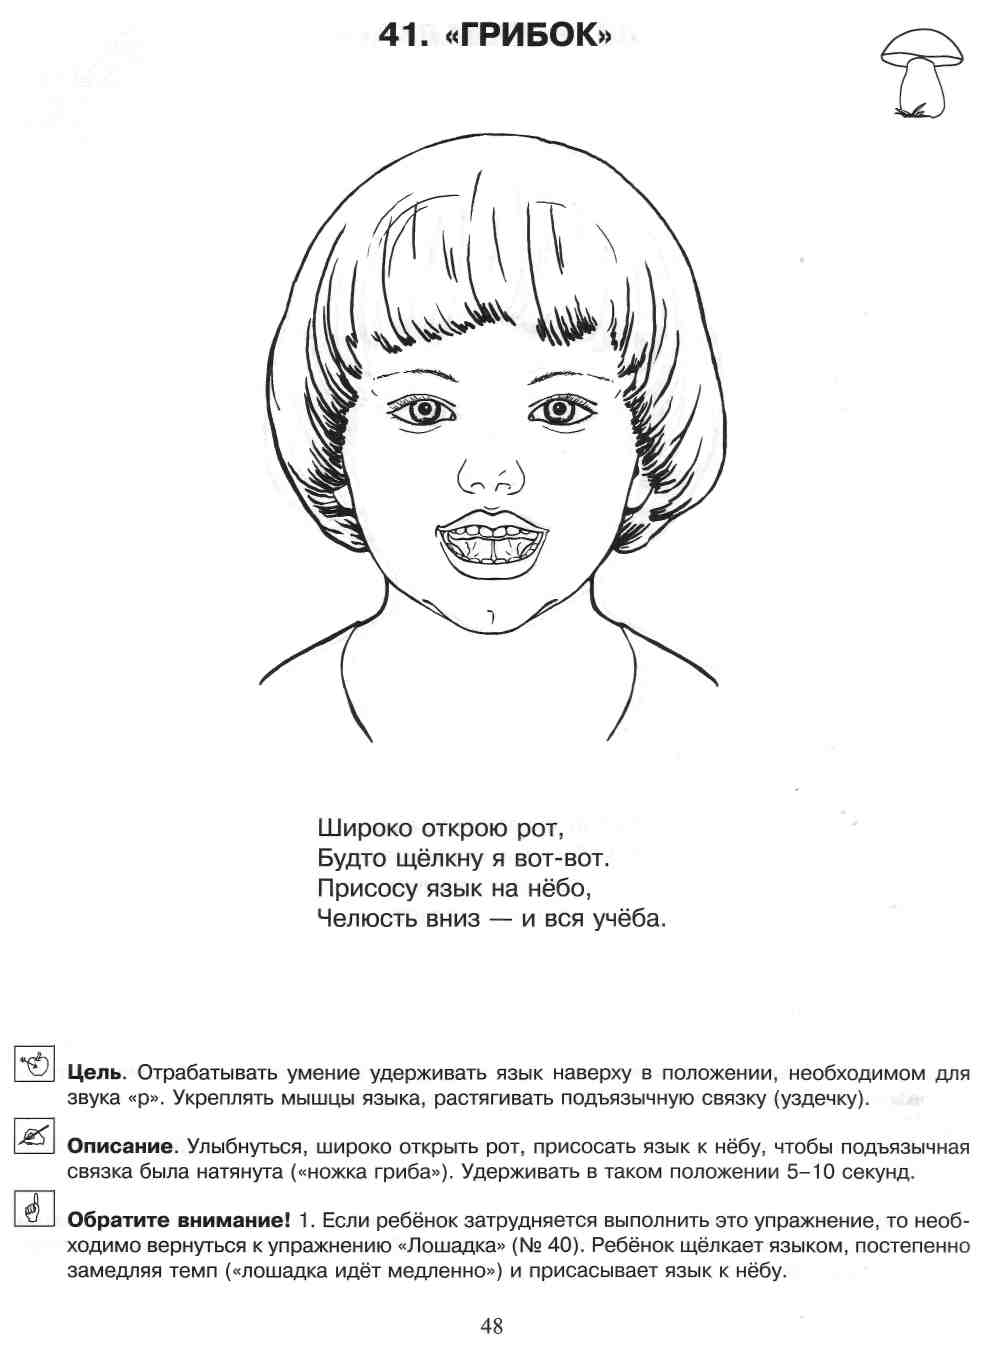 41. «ГРИБОК»
Широко открою рот,
Будто щёлкну я вот-вот.
Присосу язык на нёбо,
Челюсть вниз — и вся учёба.
Цель. Отрабатывать умение удерживать язык наверху в положении, необходимом для
звука «р». Укреплять мышцы языка, растягивать подъязычную связку (уздечку).
Описание. Улыбнуться, широко открыть рот, присосать язык к нёбу, чтобы подъязычная
связка была натянута («ножка гриба»). Удерживать в таком положении 5–10 секунд.
Обратите внимание! 1. Если ребёнок затрудняется выполнить это упражнение, то необ-
ходимо вернуться к упражнению «Лошадка» (№ 40). Ребёнок щёлкает языком, постепенно
замедляя темп («лошадка идёт медленно») и присасывает язык к нёбу.
48